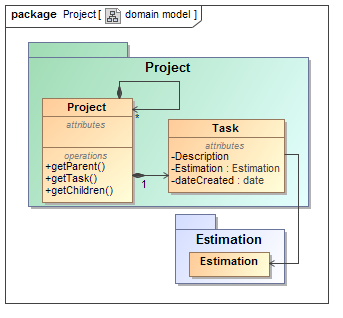 package Project [ domain model ]
Project
Project
attributes
operations
+getParent()
+getTask()
+getChildren()
*
1
Task
attributes
-Description
-Estimation : Estimation
-dateCreated : date
Estimation
Estimation